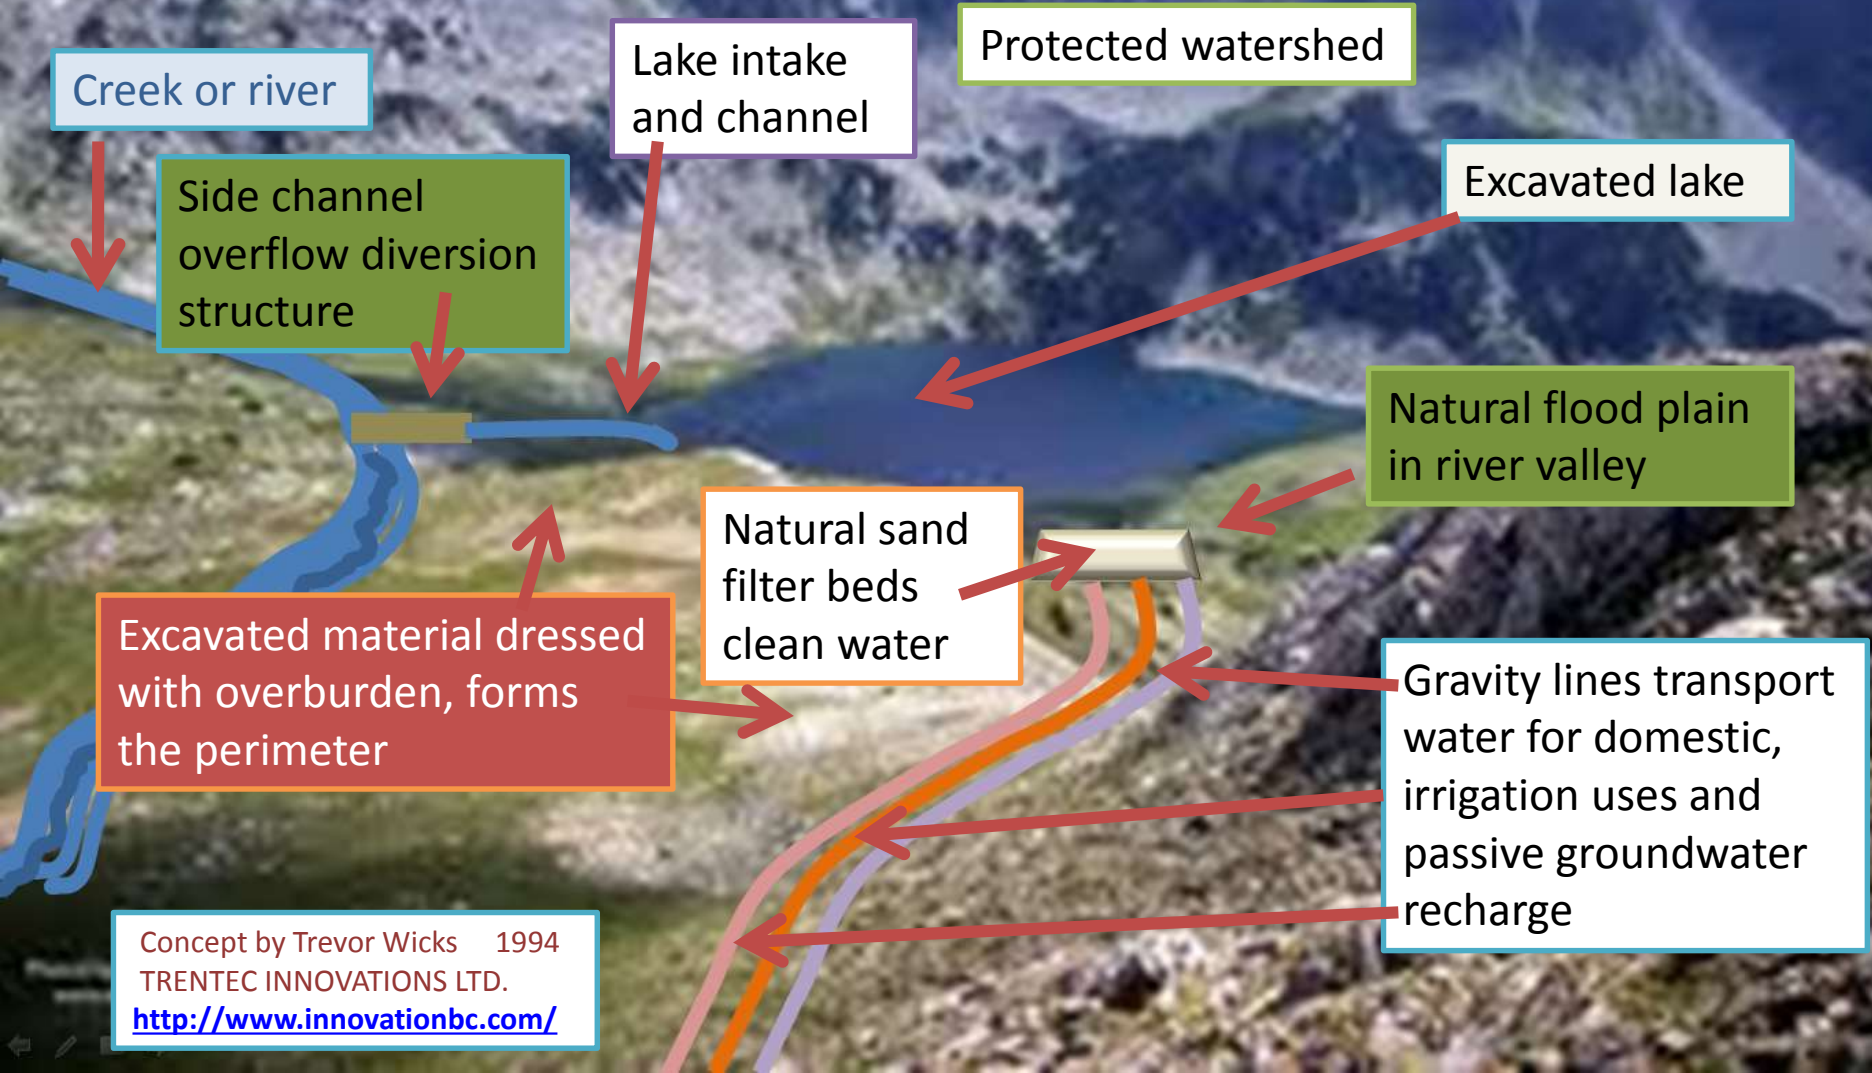 Creek or river
Lake intake
and channel
Protected watershed
Side channel
overflow diversion
structure
Excavated lake
Natural flood plain
in river valley
Natural sand
filter beds
clean water
Excavated material dressed
with overburden, forms
the perimeter
Gravity lines transport
water for domestic,
irrigation uses and
passive groundwater
recharge
Concept by Trevor Wicks 1994
TRENTEC INNOVATIONS LTD.
http://www.innovationbc.com/